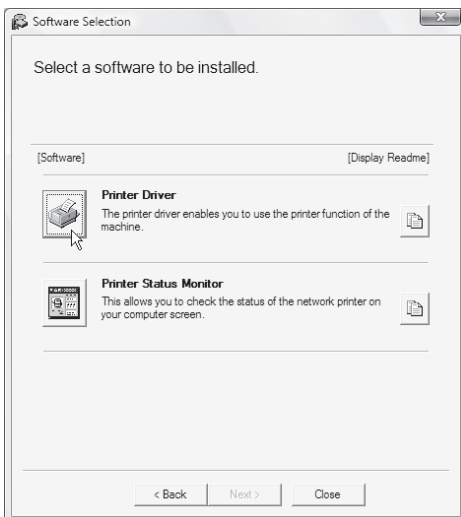 Software Selection
Select a software to be installed.
[Software] [Display Readme]
Printer Driver
The printer driver enables you to use the printer function of the
machine.
Printer Status Monitor
This allows you to check the status of the network printer on
your computer screen.
< Back Next > Close